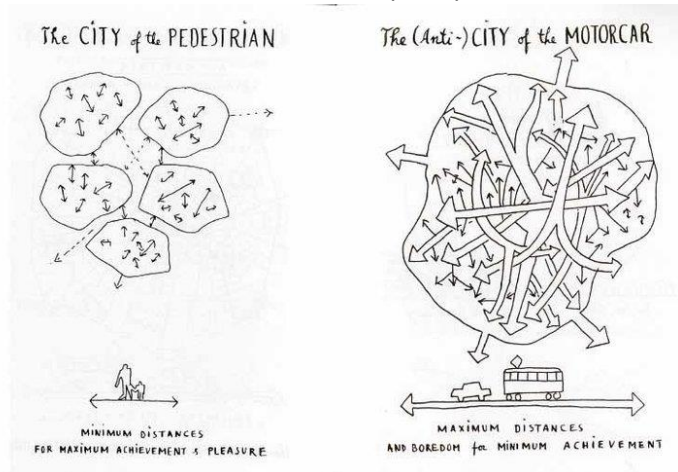 The CITY of the PEDESTRIAN
MINIMUM DISTANCES
FOR MAXIMUM ACHIEVEMENT & PLEASURE
The (Anti-) CITY of the MOTORCAR
MAXIMUM DISTANCES
AND BOREDOM for MINIMUM ACHIEVEMENT